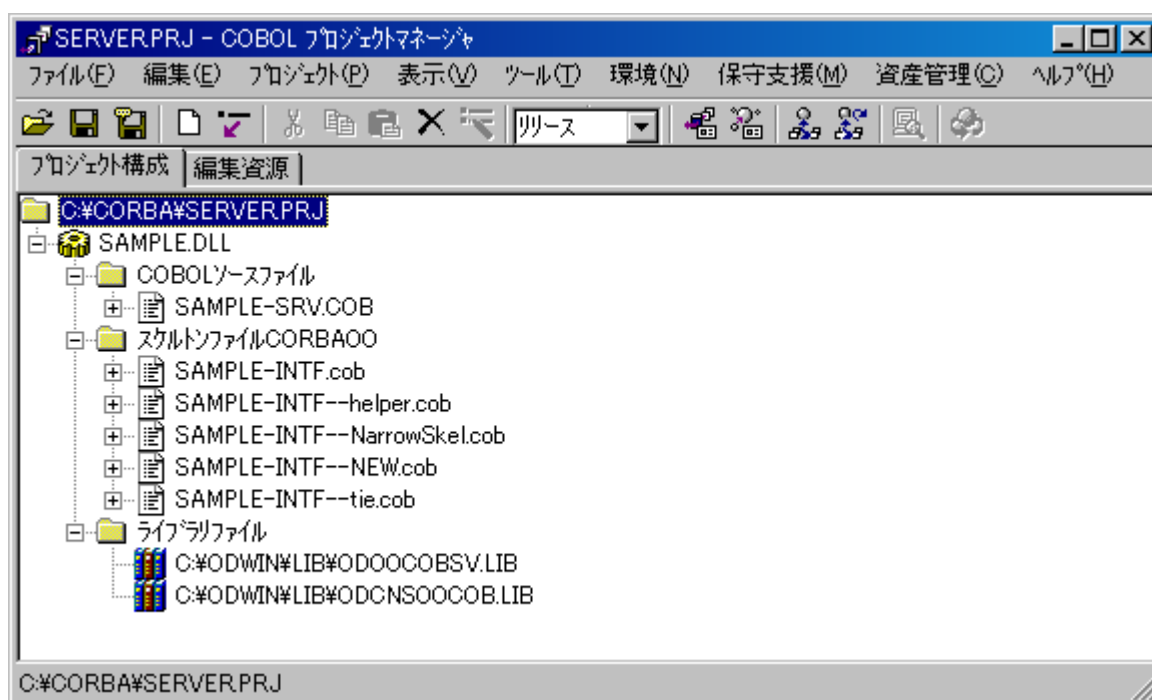 SERVER.PRJ - COBOL ﾌﾟﾛｼﾞｪｸﾄﾏﾈｰｼﾞｬ
ﾌｧｲﾙ(F) 編集(E) ﾌﾟﾛｼﾞｪｸﾄ(P) 表示(V) ﾂｰﾙ(T) 環境(N) 保守支援(M) 資産管理(C) ﾍﾙﾌﾟ(H)
ﾘﾘｰｽ
ﾌﾟﾛｼﾞｪｸﾄ構成 編集資源
C:¥CORBA¥SERVER.PRJ
SAMPLE.DLL
COBOLｿｰｽﾌｧｲﾙ
SAMPLE-SRV.COB
ｽｹﾙﾄﾝﾌｧｲﾙCORBAOO
SAMPLE-INTF.cob
SAMPLE-INTF--helper.cob
SAMPLE-INTF--NarrowSkel.cob
SAMPLE-INTF--NEW.cob
SAMPLE-INTF--tie.cob
ﾗｲﾌﾞﾗﾘﾌｧｲﾙ
C:¥ODWIN¥LIB¥ODOOCOBSV.LIB
C:¥ODWIN¥LIB¥ODCNSOOCOB.LIB
C:¥CORBA¥SERVER.PRJ